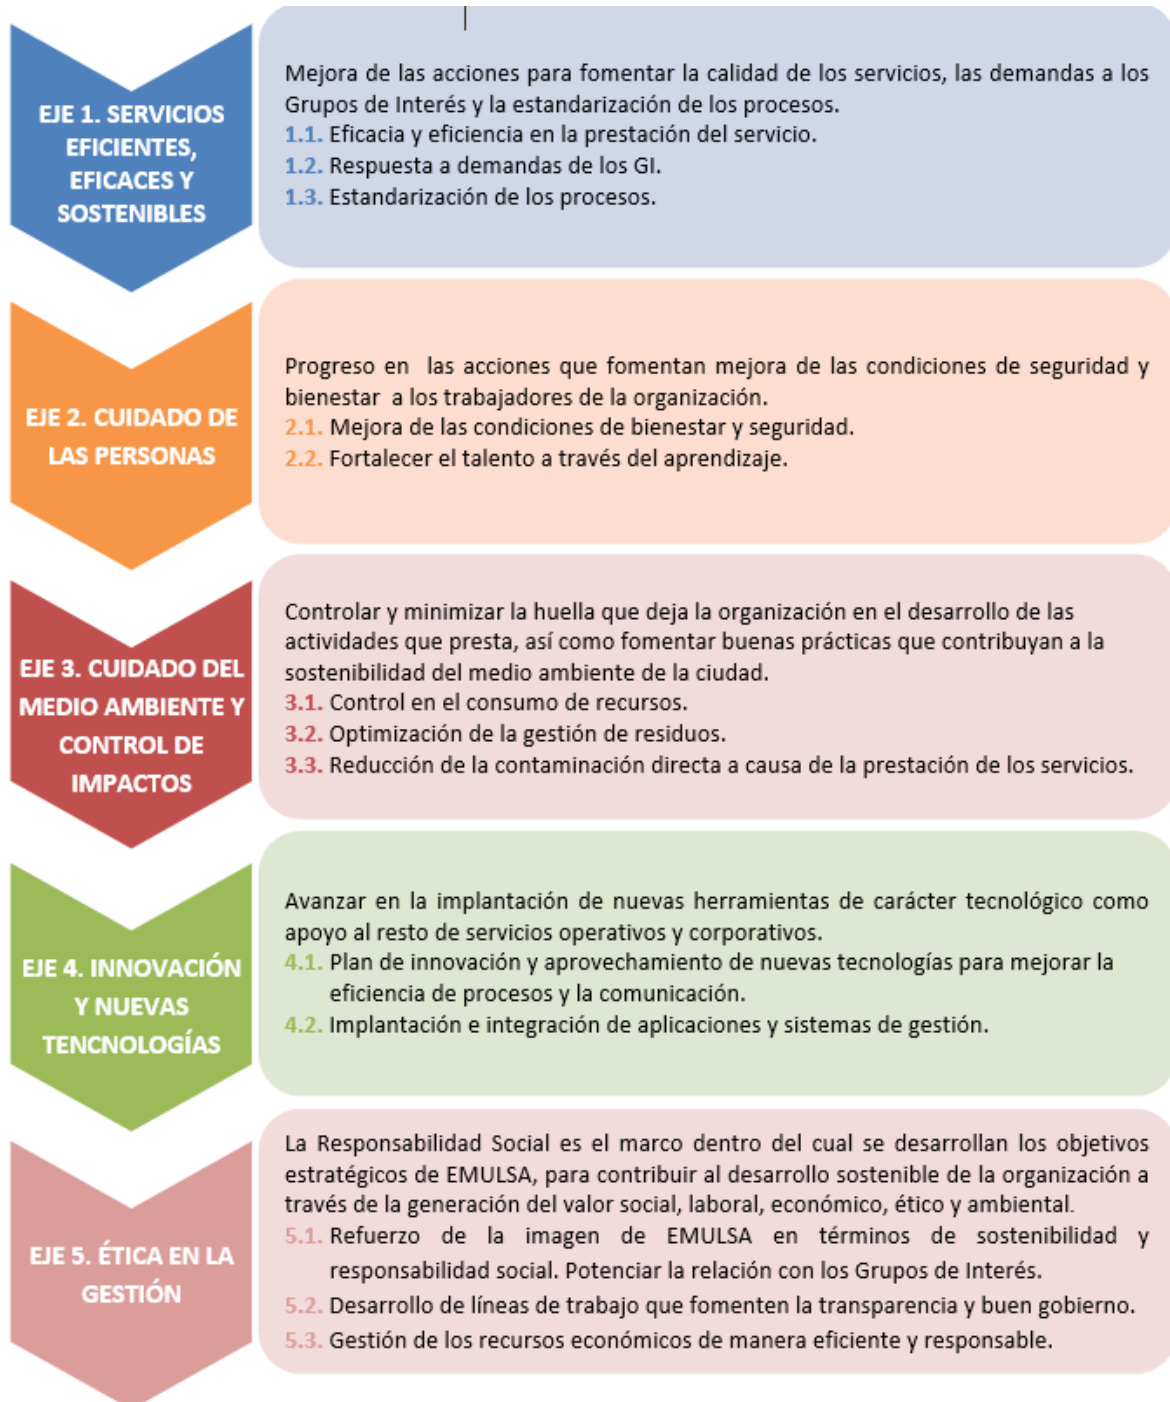 EJE 1. SERVICIOS
EFICIENTES,
EFICACES Y
SOSTENIBLES
Mejora de las acciones para fomentar la calidad de los servicios, las demandas a los
Grupos de Interés y la estandarización de los procesos.
1.1. Eficacia y eficiencia en la prestación del servicio.
1.2. Respuesta a demandas de los GI.
1.3. Estandarización de los procesos.
EJE 2. CUIDADO DE
LAS PERSONAS
Progreso en las acciones que fomentan mejora de las condiciones de seguridad y
bienestar a los trabajadores de la organización.
2.1. Mejora de las condiciones de bienestar y seguridad.
2.2. Fortalecer el talento a través del aprendizaje.
EJE 3. CUIDADO DEL
MEDIO AMBIENTE Y
CONTROL DE
IMPACTOS
Controlar y minimizar la huella que deja la organización en el desarrollo de las
actividades que presta, así como fomentar buenas prácticas que contribuyan a la
sostenibilidad del medio ambiente de la ciudad.
3.1. Control en el consumo de recursos.
3.2. Optimización de la gestión de residuos.
3.3. Reducción de la contaminación directa a causa de la prestación de los servicios.
EJE 4. INNOVACIÓN
Y NUEVAS
TENCNOLOGÍAS
Avanzar en la implantación de nuevas herramientas de carácter tecnológico como
apoyo al resto de servicios operativos y corporativos.
4.1. Plan de innovación y aprovechamiento de nuevas tecnologías para mejorar la
eficiencia de procesos y la comunicación.
4.2. Implantación e integración de aplicaciones y sistemas de gestión.
EJE 5. ÉTICA EN LA
GESTIÓN
La Responsabilidad Social es el marco dentro del cual se desarrollan los objetivos
estratégicos de EMULSA, para contribuir al desarrollo sostenible de la organización a
través de la generación del valor social, laboral, económico, ético y ambiental.
5.1. Refuerzo de la imagen de EMULSA en términos de sostenibilidad y
responsabilidad social. Potenciar la relación con los Grupos de Interés.
5.2. Desarrollo de líneas de trabajo que fomenten la transparencia y buen gobierno.
5.3. Gestión de los recursos económicos de manera eficiente y responsable.